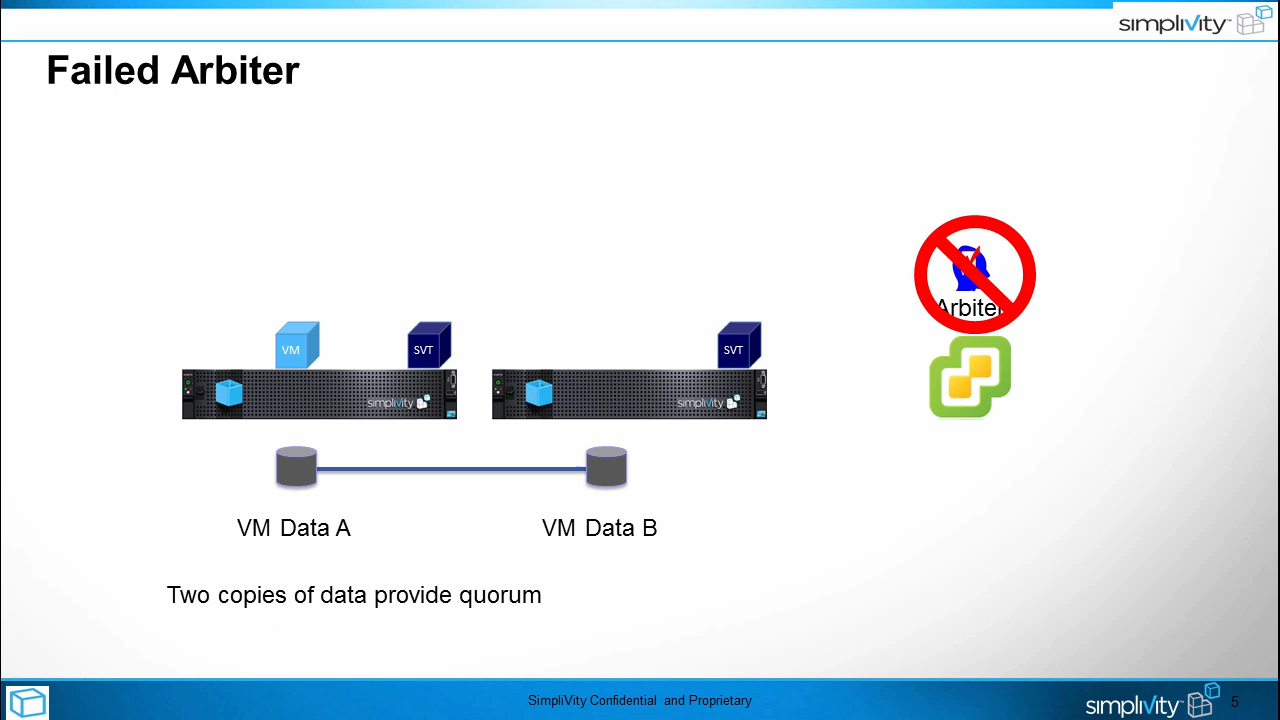 simpliVity
Failed Arbiter
Arbiter
VM
SVT
SVT
simpliVity
simpliVity
VM Data A
VM Data B
Two copies of data provide quorum
SimpliVity Confidential and Proprietary
simpliVity
5